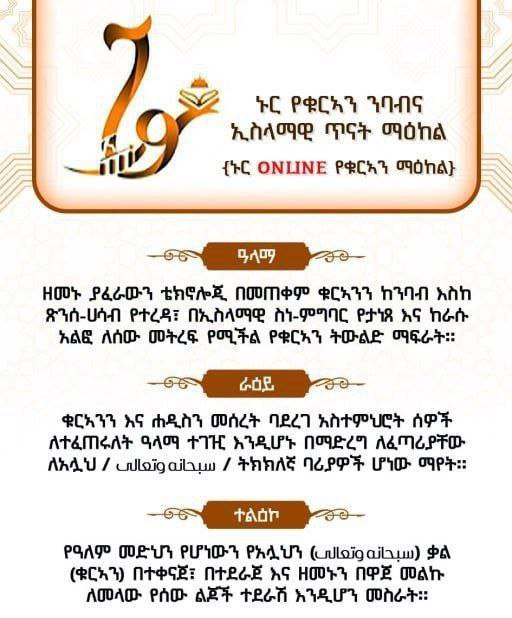 ኑር
ኑር የቁርኣን ንባብና
ኢስላማዊ ጥናት ማዕከል
{ኑር ONLINE የቁርኣን ማዕከል}
ዓላማ
ዘመኑ ያፈራውን ቴክኖሎጂ በመጠቀም ቁርኣንን ከንባብ እስከ
ጽንሰ-ሀሳብ የተረዳ፣ በኢስላማዊ ስነ-ምግባር የታነጸ እና ከራሱ
አልፎ ለሰው መትረፍ የሚችል የቁርኣን ትውልድ ማፍራት።
ራዕይ
ቁርኣንን እና ሐዲስን መሰረት ባደረገ አስተምህሮት ሰዎች
ለተፈጠሩለት ዓላማ ተገዢ እንዲሆኑ በማድረግ ለፈጣሪያቸው
ለአሏህ / سبحانه وتعالى / ትክክለኛ ባሪያዎች ሆነው ማየት።
ተልዕኮ
የዓለም መድህን የሆነውን የአሏህን (سبحانه وتعالى) ቃል
(ቁርኣን) በተቀናጀ፣ በተደራጀ እና ዘመኑን በዋጀ መልኩ
ለመላው የሰው ልጆች ተደራሽ እንዲሆን መስራት።